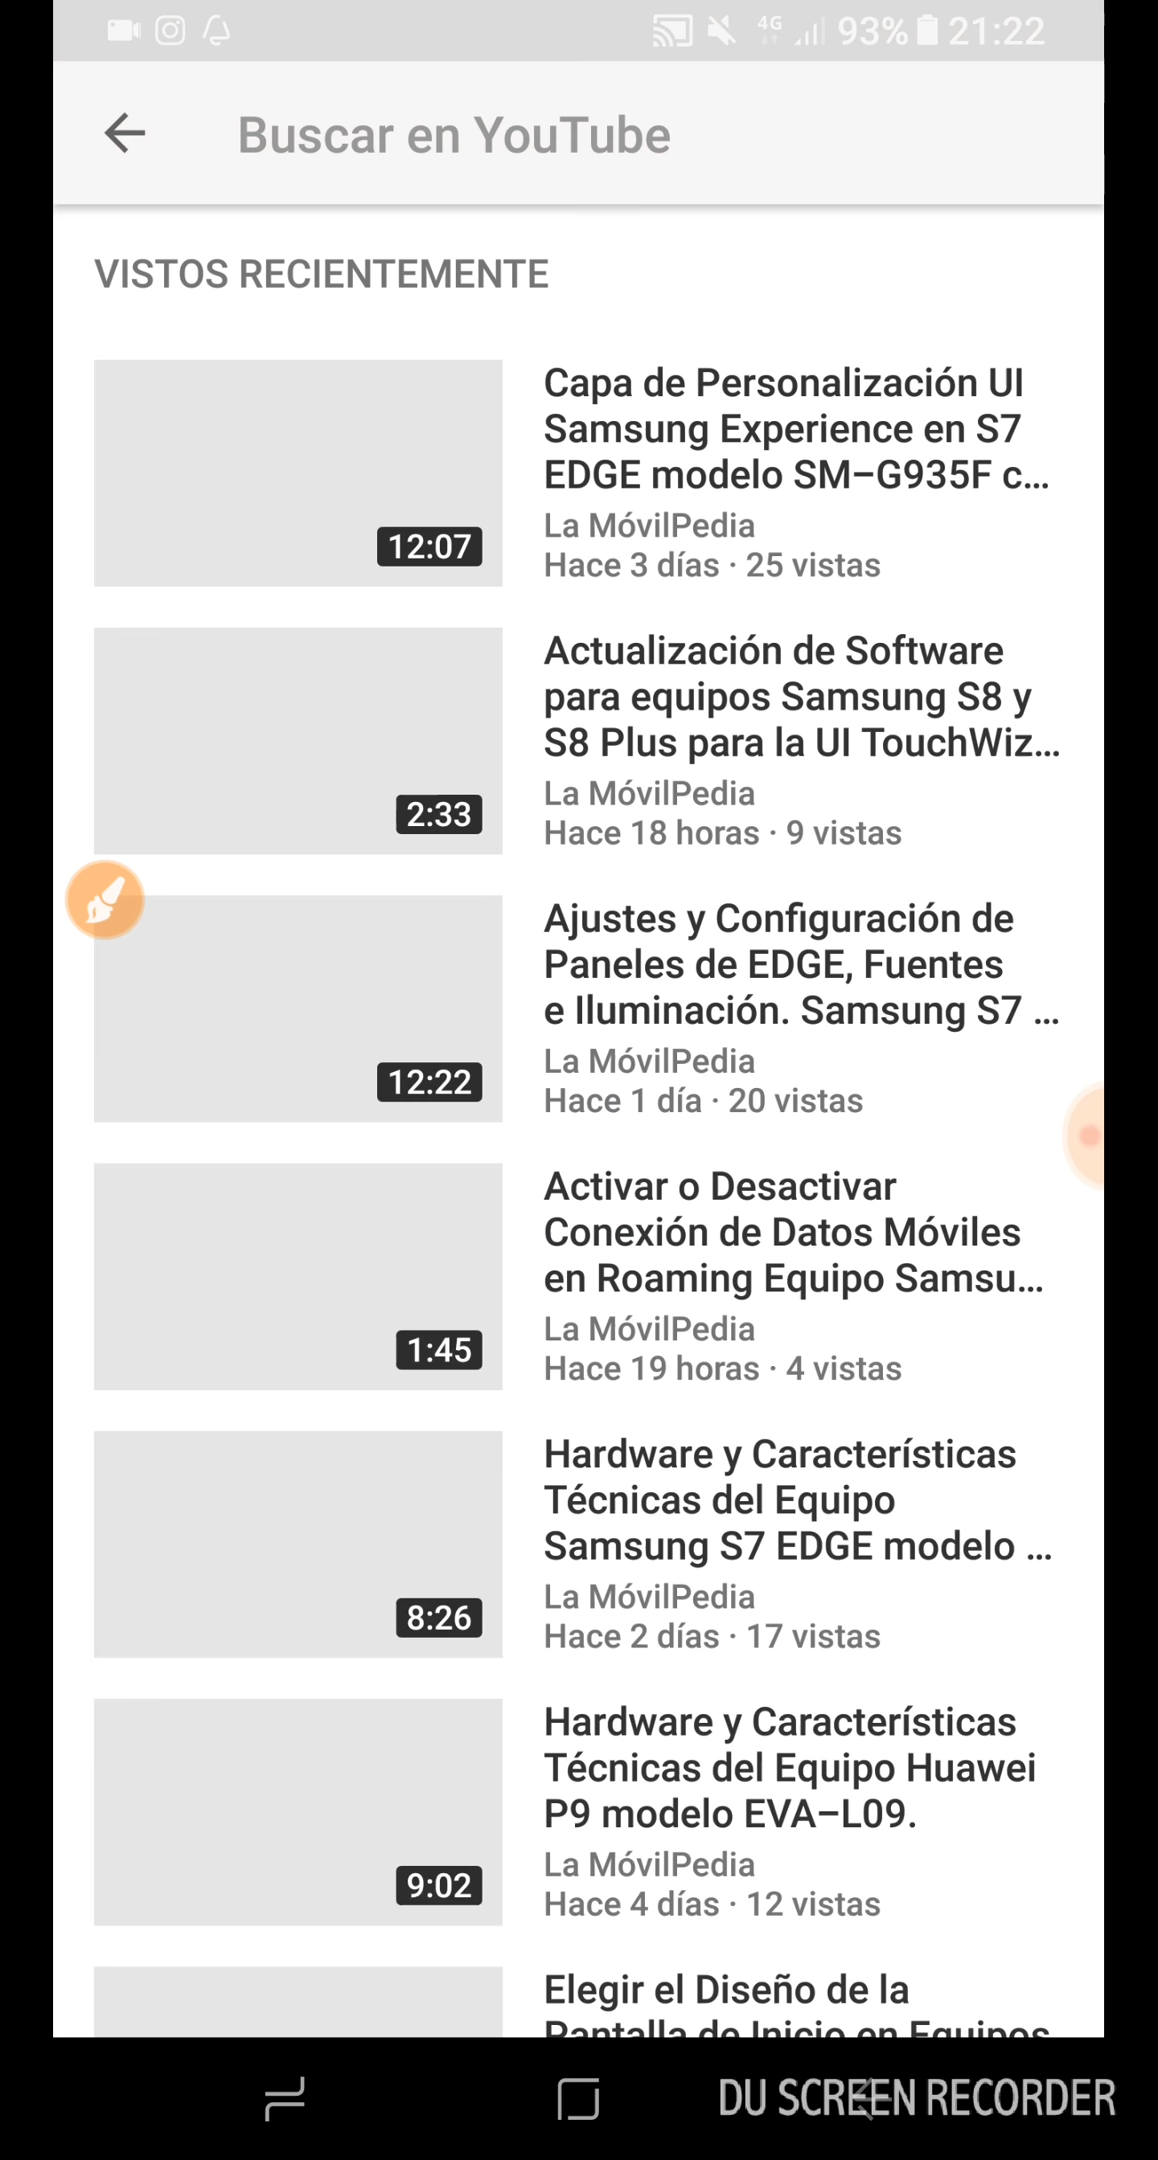 4G 93% 21:22
Buscar en YouTube
VISTOS RECIENTEMENTE
Capa de Personalización UI
Samsung Experience en S7
EDGE modelo SM–G935F c...
La MóvilPedia
12:07
Hace 3 días · 25 vistas
Actualización de Software
para equipos Samsung S8 y
S8 Plus para la UI TouchWiz...
La MóvilPedia
2:33
Hace 18 horas · 9 vistas
Ajustes y Configuración de
Paneles de EDGE, Fuentes
e Iluminación. Samsung S7 ...
La MóvilPedia
12:22
Hace 1 día · 20 vistas
Activar o Desactivar
Conexión de Datos Móviles
en Roaming Equipo Samsu...
La MóvilPedia
1:45
Hace 19 horas · 4 vistas
Hardware y Características
Técnicas del Equipo
Samsung S7 EDGE modelo ...
La MóvilPedia
8:26
Hace 2 días · 17 vistas
Hardware y Características
Técnicas del Equipo Huawei
P9 modelo EVA–L09.
La MóvilPedia
9:02
Hace 4 días · 12 vistas
Elegir el Diseño de la
Pantalla de Inicio en Equipos
DU SCREEN RECORDER